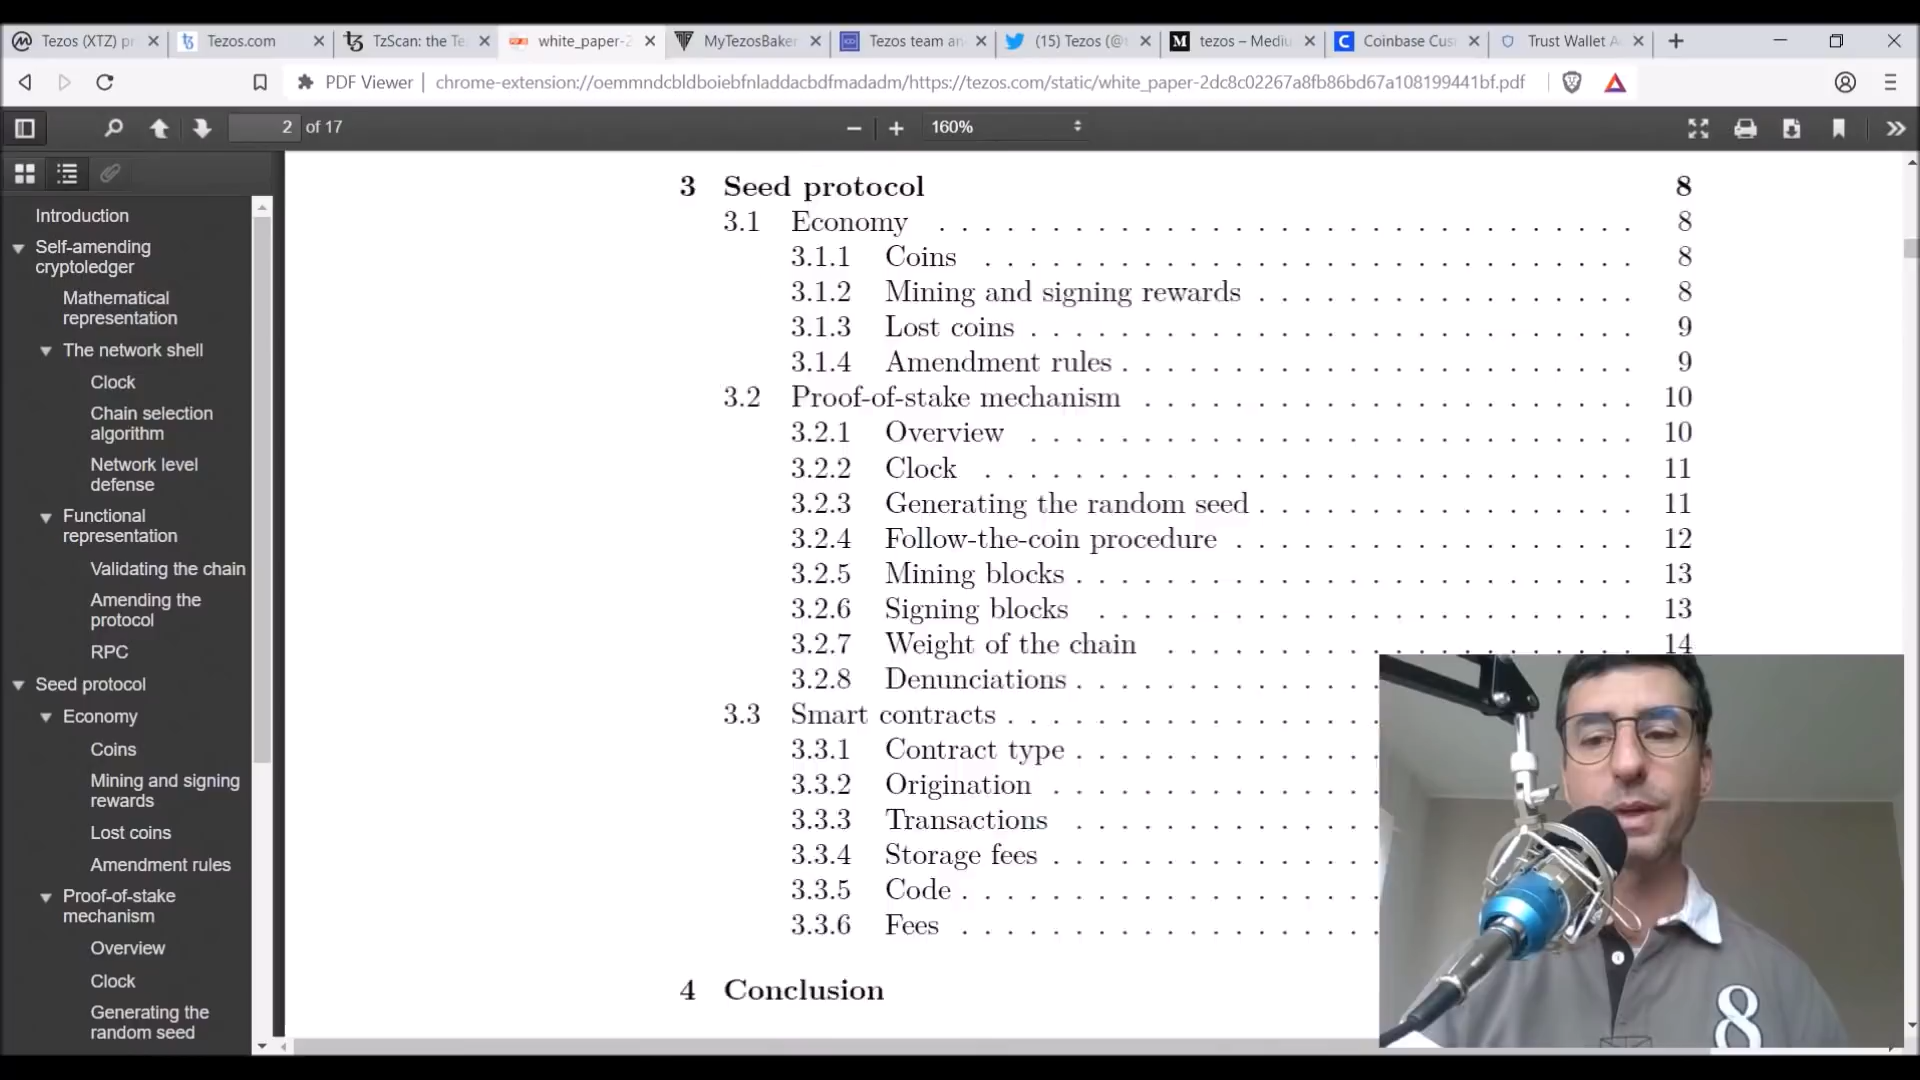 Tezos (XTZ) pr
Tezos.com
TzScan: the Te
white_paper-2
MyTezosBaker
Tezos team an
(15) Tezos (@t
tezos – Mediu
Coinbase Cus
Trust Wallet A
PDF Viewer
chrome-extension://oemmndcbldboiebfnladdacbdfmadadm/https://tezos.com/static/white_paper-2dc8c02267a8fb86bd67a108199441bf.pdf
2 of 17
160%
Introduction
Self-amending
cryptoledger
Mathematical
representation
The network shell
Clock
Chain selection
algorithm
Network level
defense
Functional
representation
Validating the chain
Amending the
protocol
RPC
Seed protocol
Economy
Coins
Mining and signing
rewards
Lost coins
Amendment rules
Proof-of-stake
mechanism
Overview
Clock
Generating the
random seed
3 Seed protocol 8
3.1 Economy . . . . . . . . . . . . . . . . . . . . . . . . . . . . . . . 8
3.1.1 Coins . . . . . . . . . . . . . . . . . . . . . . . . . . . . . 8
3.1.2 Mining and signing rewards . . . . . . . . . . . . . . . . . 8
3.1.3 Lost coins . . . . . . . . . . . . . . . . . . . . . . . . . . . 9
3.1.4 Amendment rules . . . . . . . . . . . . . . . . . . . . . . . 9
3.2 Proof-of-stake mechanism . . . . . . . . . . . . . . . . . . . . . . 10
3.2.1 Overview . . . . . . . . . . . . . . . . . . . . . . . . . . . 10
3.2.2 Clock . . . . . . . . . . . . . . . . . . . . . . . . . . . . . 11
3.2.3 Generating the random seed . . . . . . . . . . . . . . . . . 11
3.2.4 Follow-the-coin procedure . . . . . . . . . . . . . . . . . . 12
3.2.5 Mining blocks . . . . . . . . . . . . . . . . . . . . . . . . . 13
3.2.6 Signing blocks . . . . . . . . . . . . . . . . . . . . . . . . 13
3.2.7 Weight of the chain . . . . . . . . . . . . . . . . . . . . . 14
3.2.8 Denunciations . . . . . . . . . . . . . .
3.3 Smart contracts . . . . . . . . . . . . . . . . .
3.3.1 Contract type . . . . . . . . . . . . . .
3.3.2 Origination . . . . . . . . . . . . . . .
3.3.3 Transactions . . . . . . . . . . . . . .
3.3.4 Storage fees . . . . . . . . . . . . . . .
3.3.5 Code . . . . . . . . . . . . . . . . . . .
3.3.6 Fees . . . . . . . . . . . . . . . . . . .
4 Conclusion
8